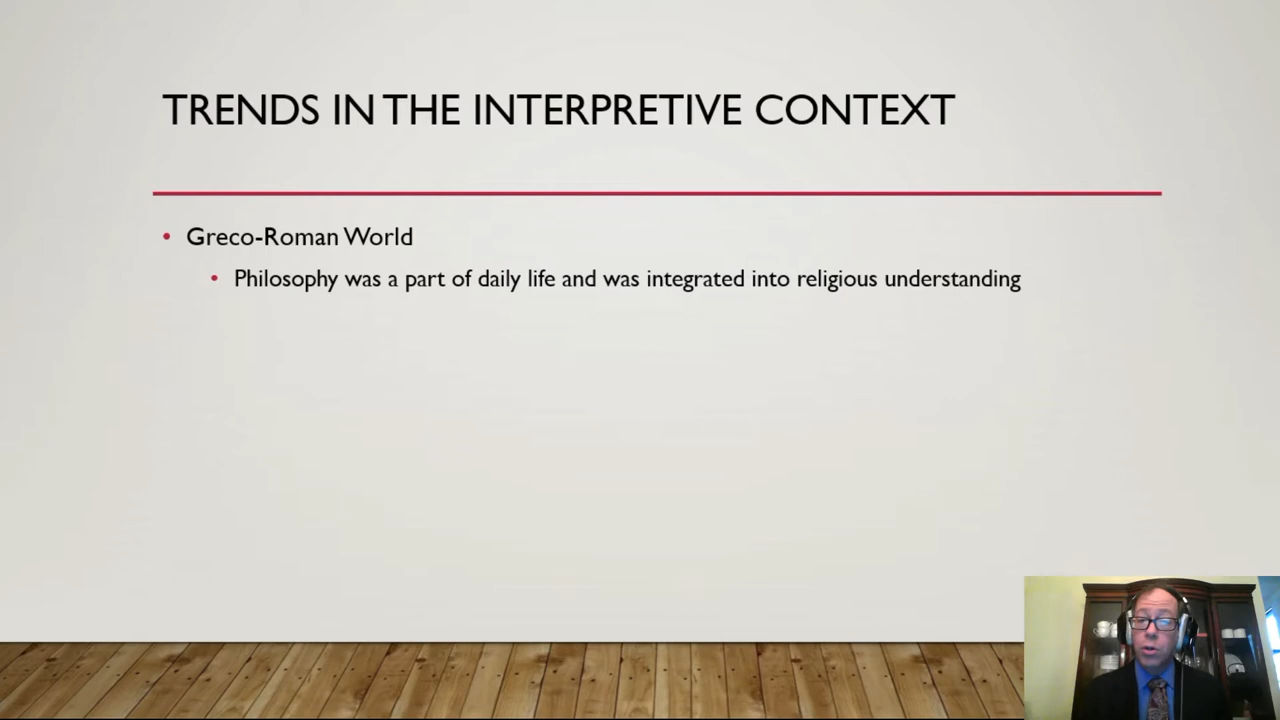 TRENDS IN THE INTERPRETIVE CONTEXT
• Greco-Roman World
• Philosophy was a part of daily life and was integrated into religious understanding